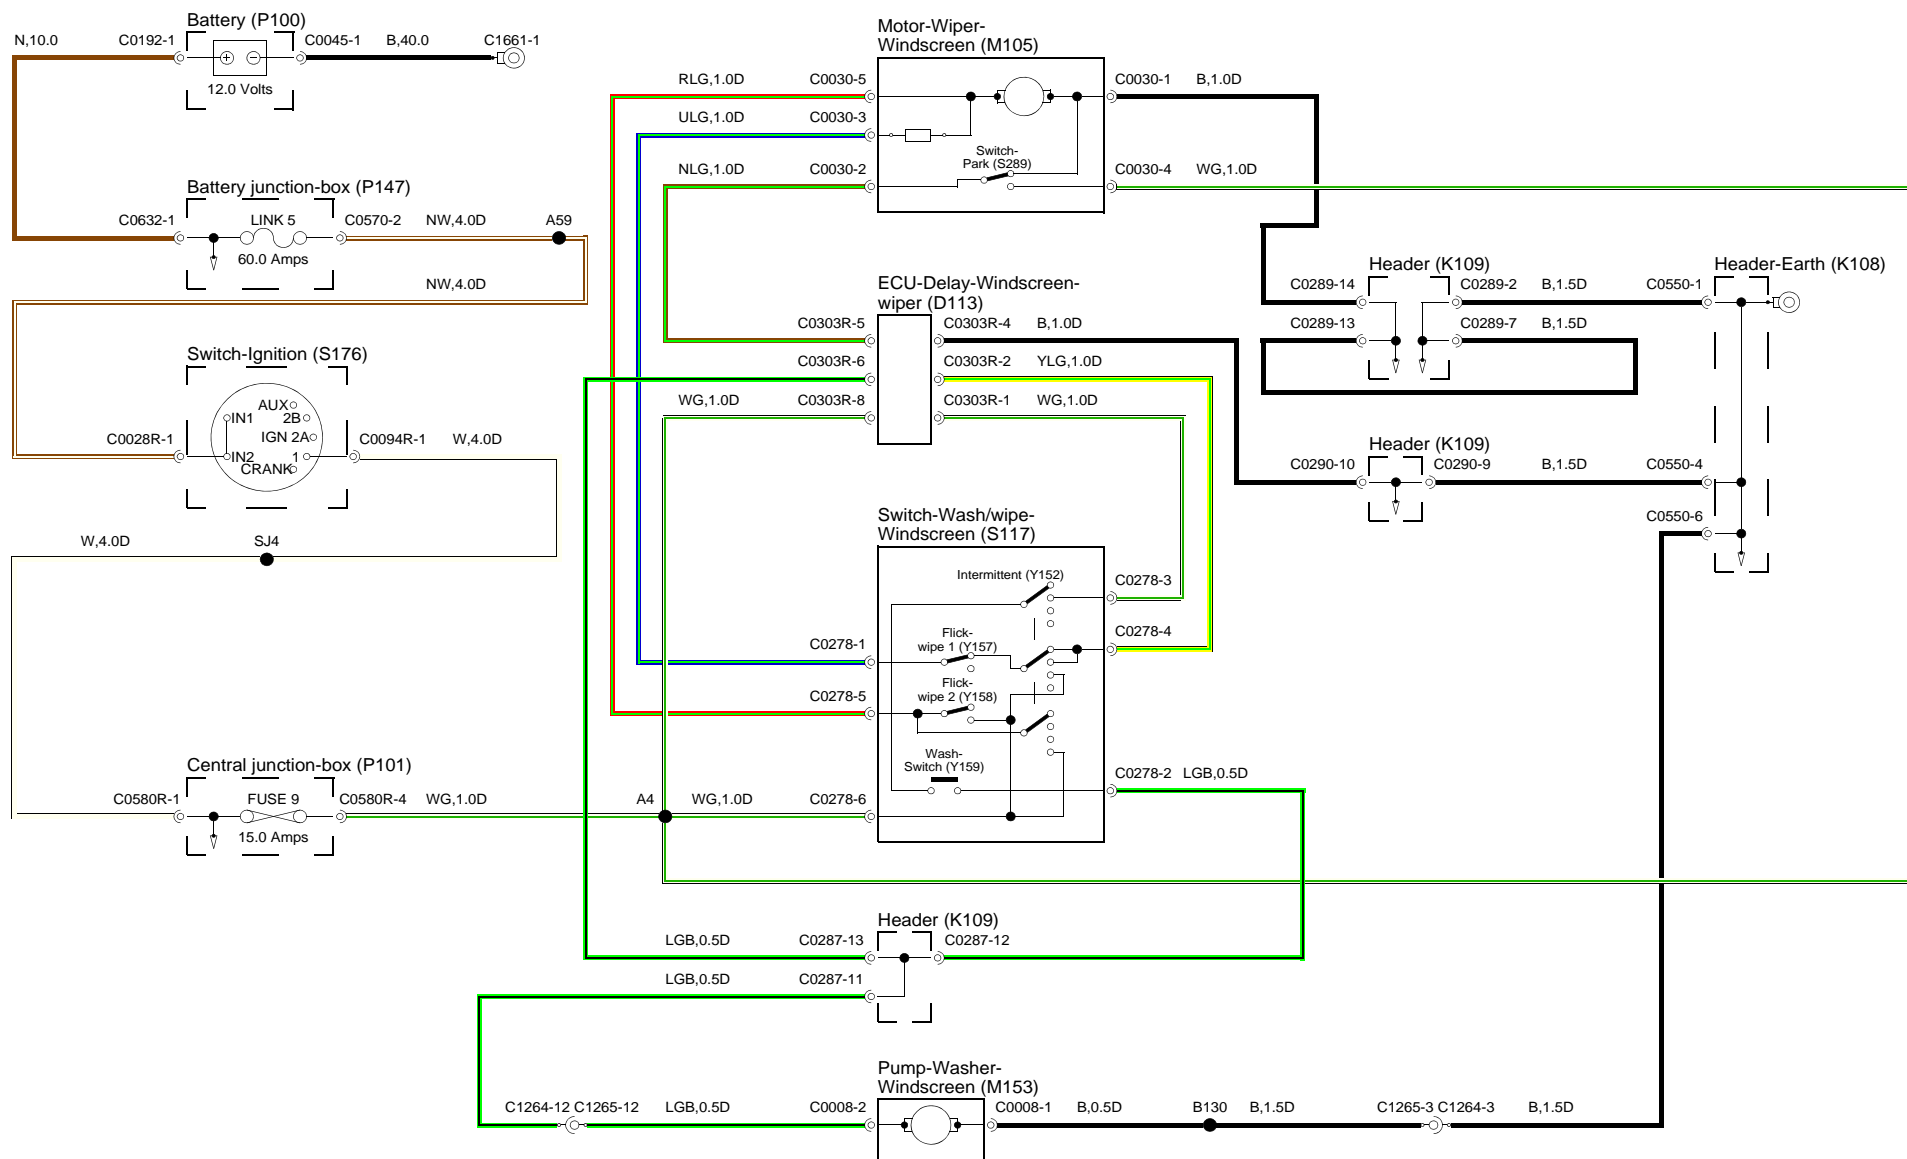 Battery (P100)
N,10.0
C0192-1
C0045-1
B,40.0
C1661-1
12.0 Volts
Motor-Wiper-
Windscreen (M105)
RLG,1.0D
C0030-5
C0030-1
B,1.0D
ULG,1.0D
C0030-3
Switch-
Park (S289)
NLG,1.0D
C0030-2
C0030-4
WG,1.0D
Battery junction-box (P147)
C0632-1
LINK 5
C0570-2
NW,4.0D
A59
60.0 Amps
NW,4.0D
Header (K109)
Header-Earth (K108)
C0289-14
C0289-2
B,1.5D
C0550-1
C0289-13
C0289-7
B,1.5D
ECU-Delay-Windscreen-
wiper (D113)
C0303R-5
C0303R-4
B,1.0D
C0303R-6
C0303R-2
YLG,1.0D
WG,1.0D
C0303R-8
C0303R-1
WG,1.0D
Switch-Ignition (S176)
AUX
IN1
2B
IGN 2A
C0028R-1
IN2
1
CRANK
C0094R-1
W,4.0D
Header (K109)
C0290-10
C0290-9
B,1.5D
C0550-4
C0550-6
W,4.0D
SJ4
Switch-Wash/wipe-
Windscreen (S117)
Intermittent (Y152)
C0278-3
C0278-4
C0278-1
Flick-
wipe 1 (Y157)
C0278-5
Flick-
wipe 2 (Y158)
Wash-
Switch (Y159)
C0278-2
LGB,0.5D
Central junction-box (P101)
C0580R-1
FUSE 9
C0580R-4
WG,1.0D
A4
WG,1.0D
C0278-6
15.0 Amps
Header (K109)
LGB,0.5D
C0287-13
C0287-12
LGB,0.5D
C0287-11
Pump-Washer-
Windscreen (M153)
C1264-12
C1265-12
LGB,0.5D
C0008-2
C0008-1
B,0.5D
B130
B,1.5D
C1265-3
C1264-3
B,1.5D